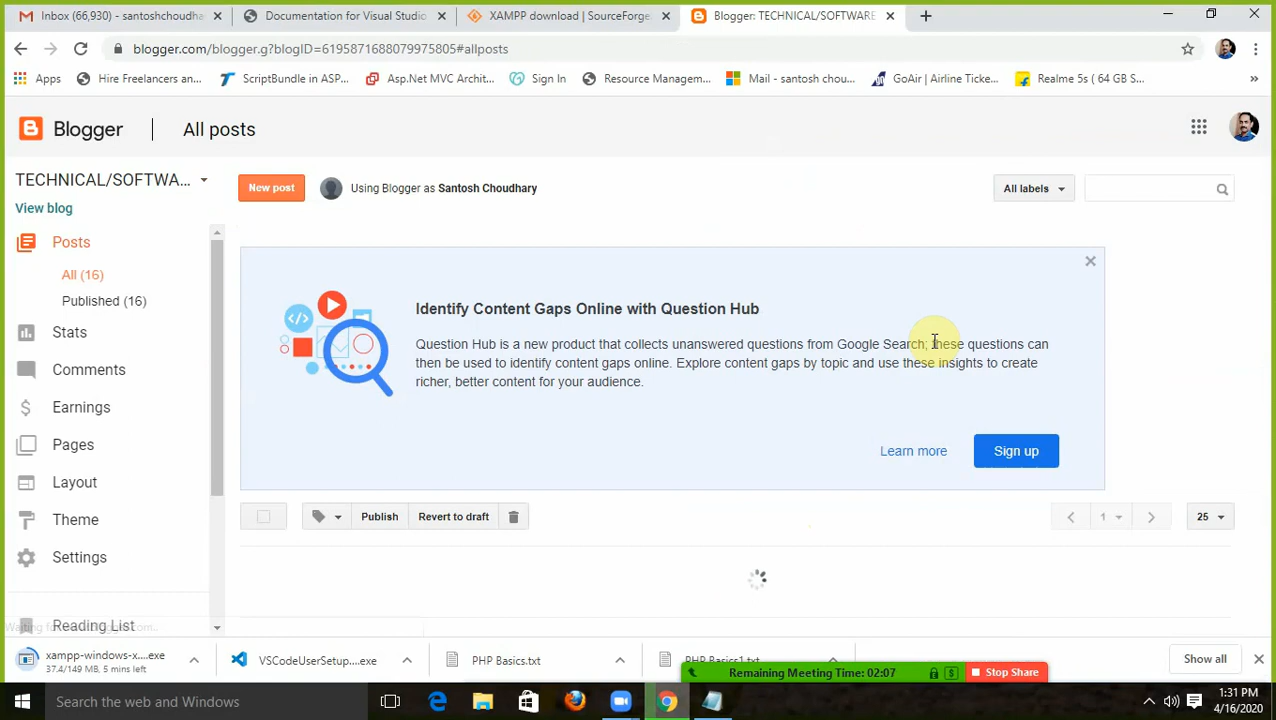 Inbox (66,930) - santoshchoudha
Documentation for Visual Studio
XAMPP download | SourceForge
Blogger: TECHNICAL/SOFTWARE
blogger.com/blogger.g?blogID=6195871688079975805#allposts
Apps
Hire Freelancers an...
ScriptBundle in ASP...
Asp.Net MVC Archit...
Sign In
Resource Managem...
Mail - santosh chou...
GoAir | Airline Ticke...
Realme 5s ( 64 GB S...
»
Blogger
All posts
TECHNICAL/SOFTWA...
New post
Using Blogger as Santosh Choudhary
All labels
View blog
Posts
All (16)
Published (16)
Stats
Comments
Earnings
Pages
Layout
Theme
Settings
Reading List
Identify Content Gaps Online with Question Hub
Question Hub is a new product that collects unanswered questions from Google Search; these questions can
then be used to identify content gaps online. Explore content gaps by topic and use these insights to create
richer, better content for your audience.
Learn more
Sign up
Publish
Revert to draft
1
25
xampp-windows-x....exe
37.4/149 MB, 5 mins left
VSCodeUserSetup....exe
PHP Basics.txt
PHP Basics1.txt
Show all
Remaining Meeting Time: 02:07
Stop Share
Search the web and Windows
1:31 PM
4/16/2020